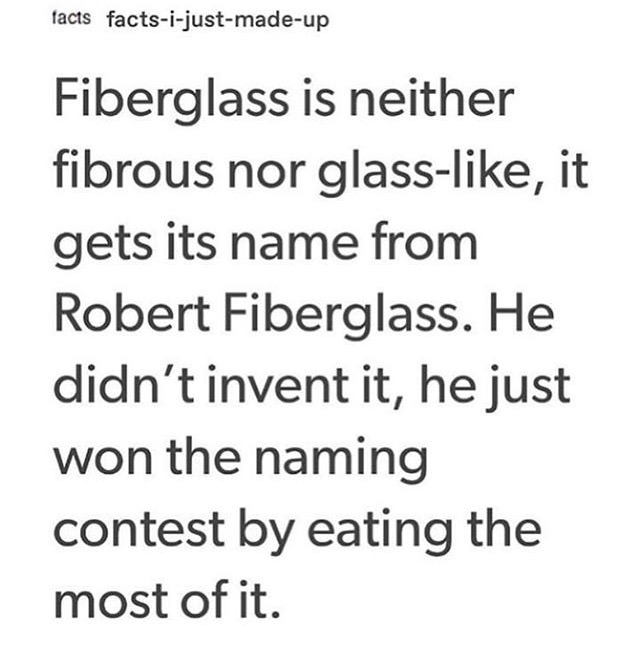 facts facts-i-just-made-up
Fiberglass is neither
fibrous nor glass-like, it
gets its name from
Robert Fiberglass. He
didn’t invent it, he just
won the naming
contest by eating the
most of it.